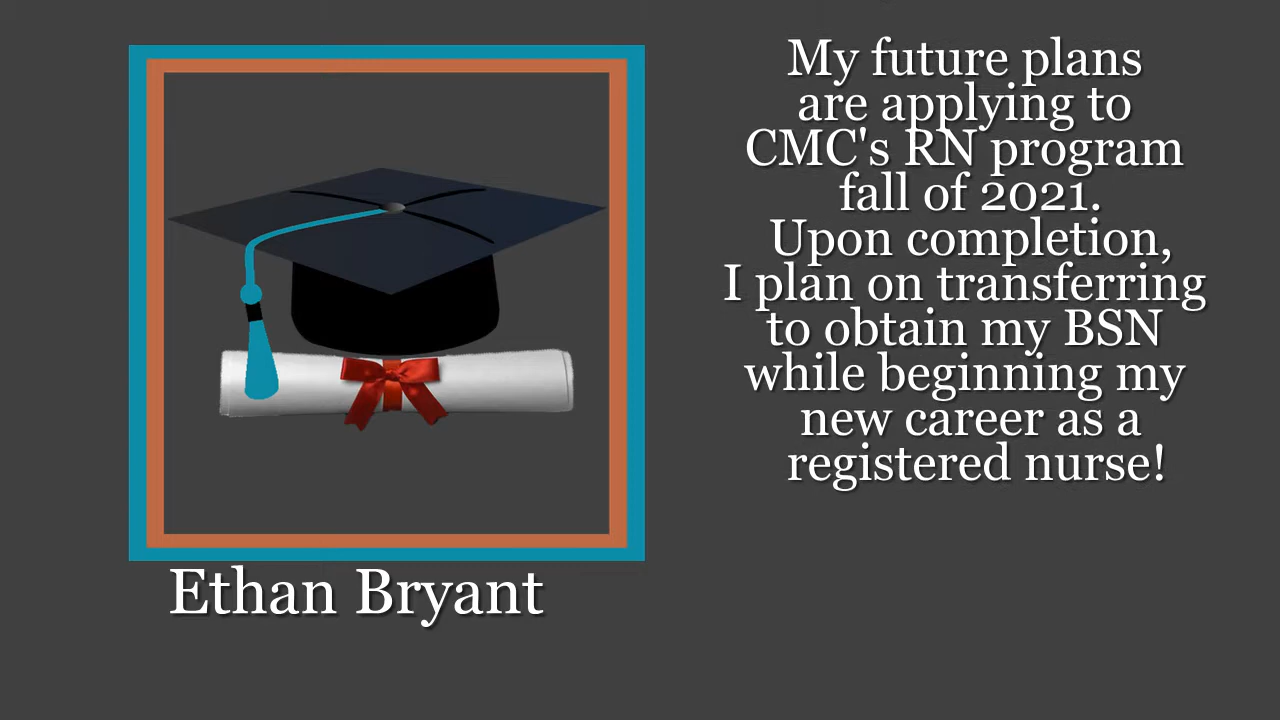 My future plans
are applying to
CMC's RN program
fall of 2021.
Upon completion,
I plan on transferring
to obtain my BSN
while beginning my
new career as a
registered nurse!
Ethan Bryant